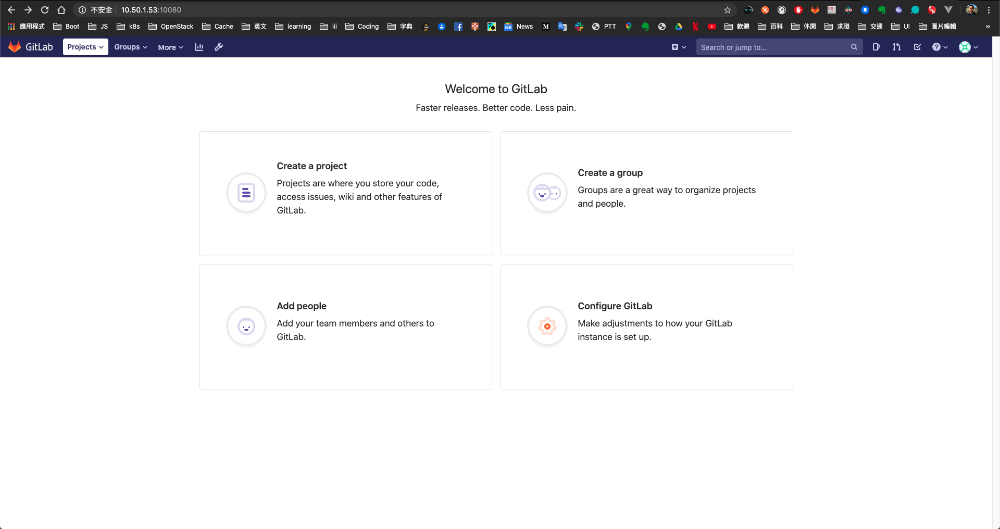 不安全 10.50.1.53:10080
應用程式 Boot JS k8s OpenStack Cache 英文 learning iii Coding 字典 News PTT 軟體 百科 休閒 求職 交通 UI 圖片編輯 »
GitLab Projects Groups More Search or jump to...
Welcome to GitLab
Faster releases. Better code. Less pain.
Create a project
Projects are where you store your code,
access issues, wiki and other features of
GitLab.
Create a group
Groups are a great way to organize projects
and people.
Add people
Add your team members and others to
GitLab.
Configure GitLab
Make adjustments to how your GitLab
instance is set up.